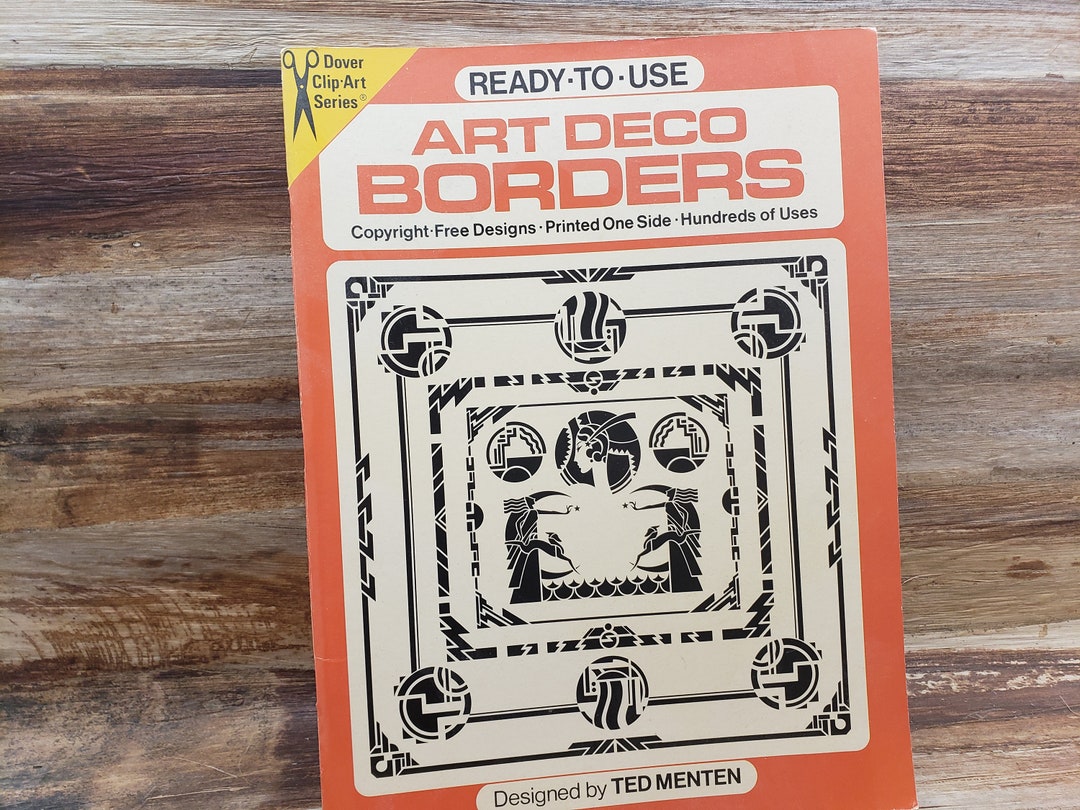 Dover
Clip·Art
Series®
READY·TO·USE
ART DECO
BORDERS
Copyright·Free Designs · Printed One Side · Hundreds of Uses
Designed by TED MENTEN